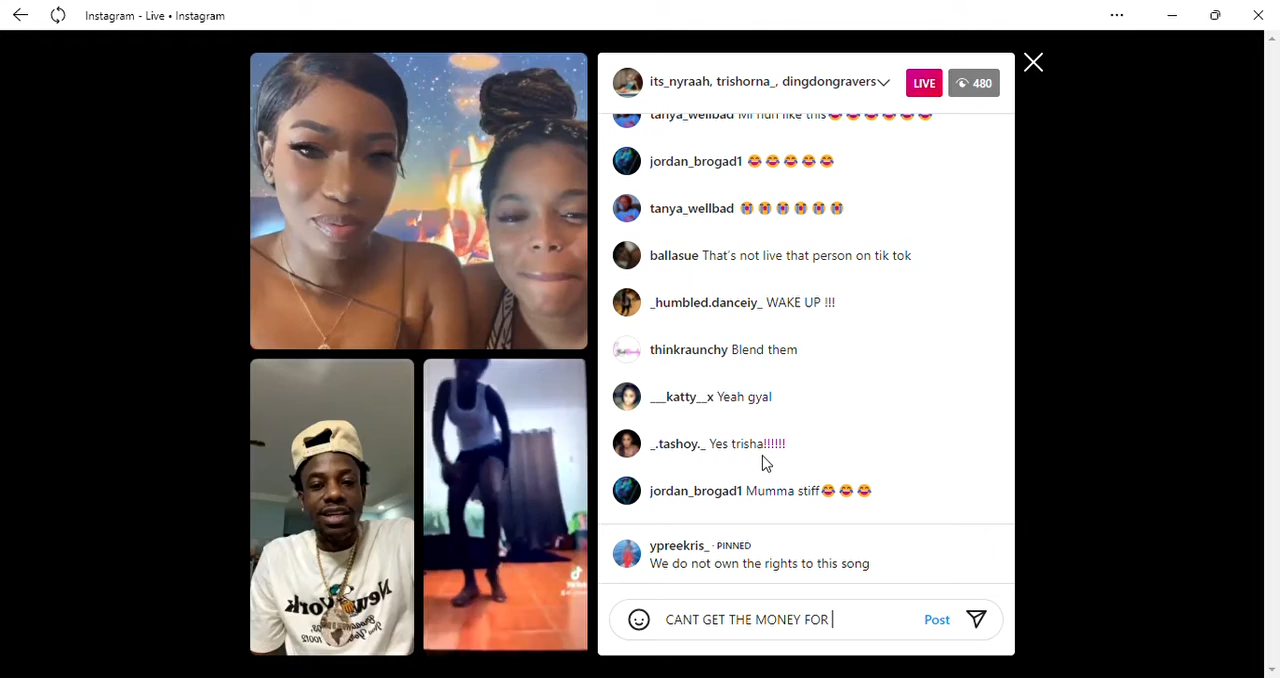 Instagram - Live • Instagram
its_nyraah, trishorna_, dingdongravers
LIVE
480
tanya_wellbad Mi nuh like this😂😂😂😂😂😂
jordan_brogad1 😂😂😂😂😂
tanya_wellbad 😭😭😭😭😭😭
ballasue That's not live that person on tik tok
_humbled.danceiy_ WAKE UP !!!
thinkraunchy Blend them
___katty__x Yeah gyal
_.tashoy._ Yes trisha!!!!!!
jordan_brogad1 Mumma stiff😂😂😂
ypreekris_ · PINNED
We do not own the rights to this song
CANT GET THE MONEY FOR
Post
New York